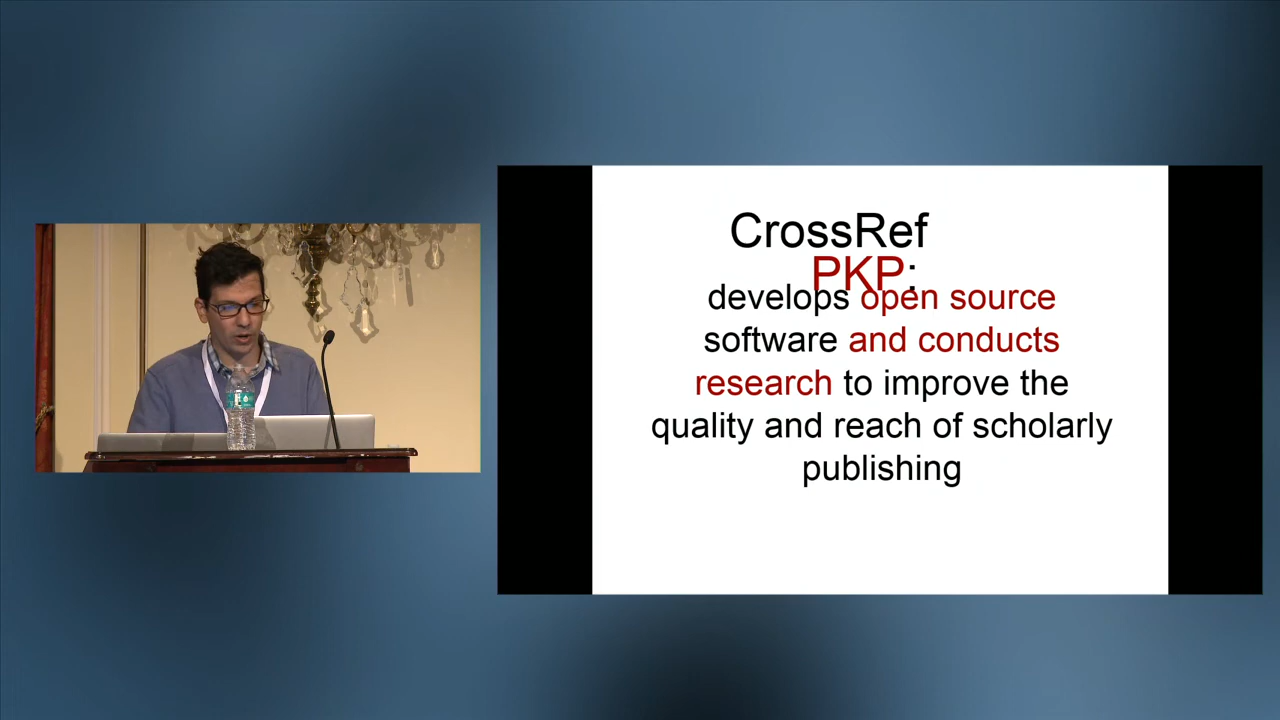 CrossRef
PKP:
develops open source
software and conducts
research to improve the
quality and reach of scholarly
publishing